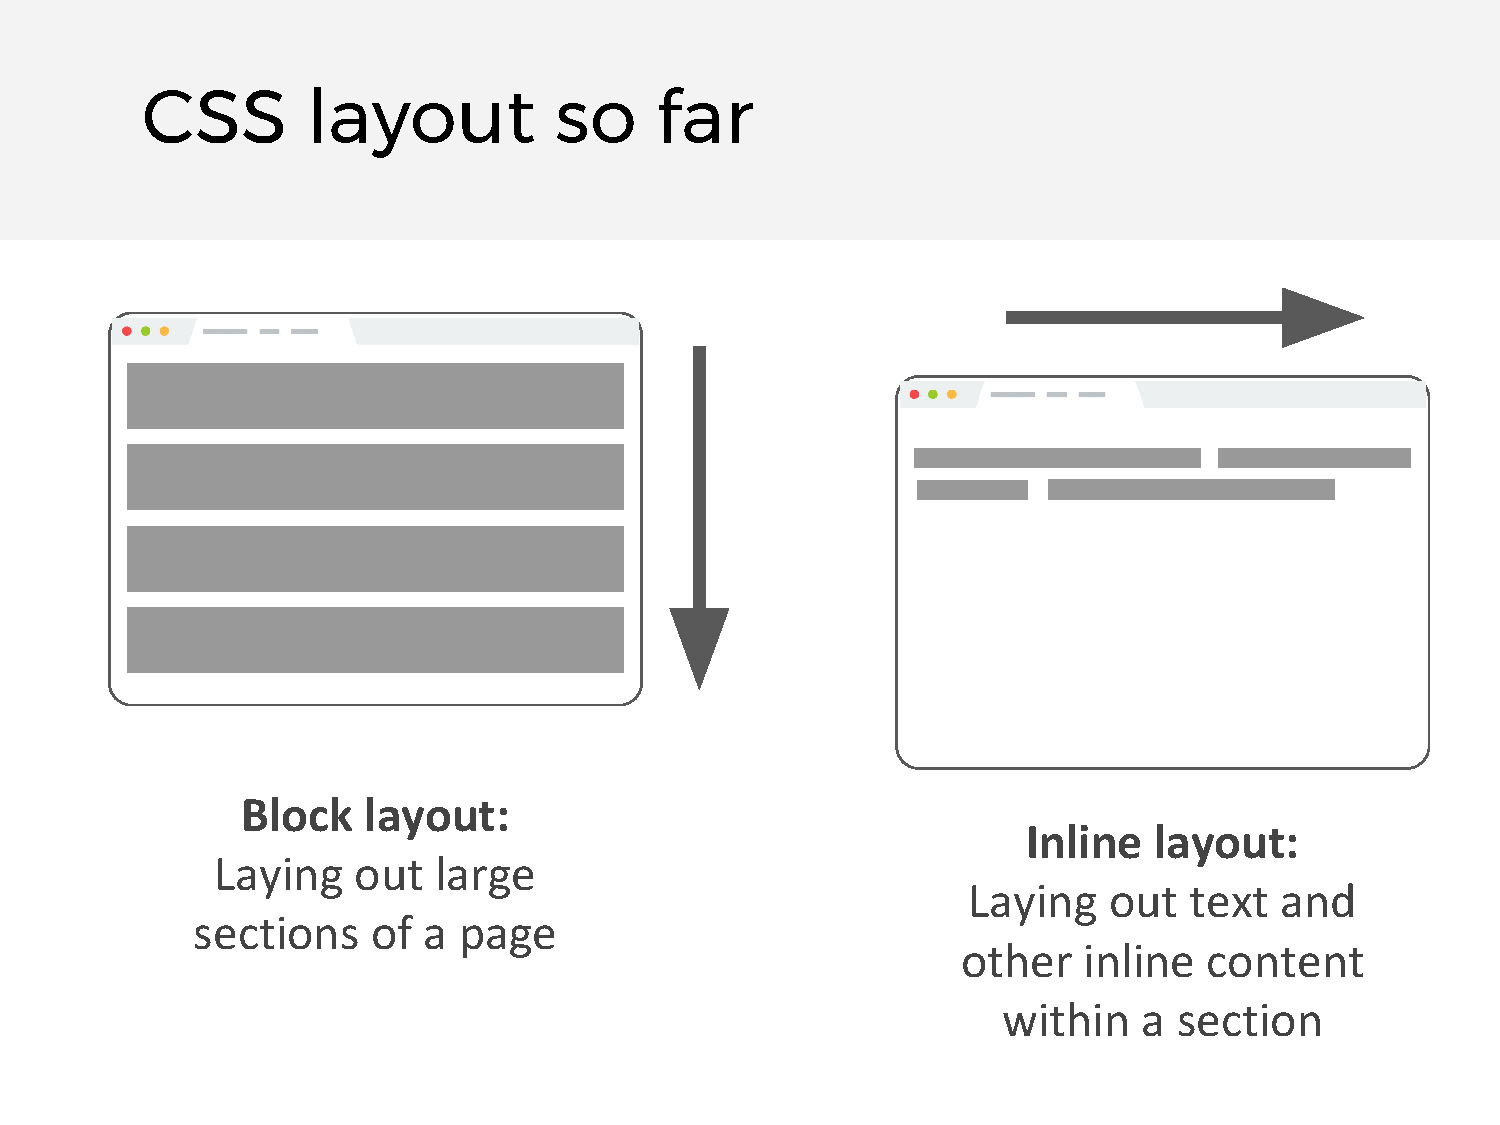 CSS layout so far
Block layout:
Laying out large
sections of a page
Inline layout:
Laying out text and
other inline content
within a section